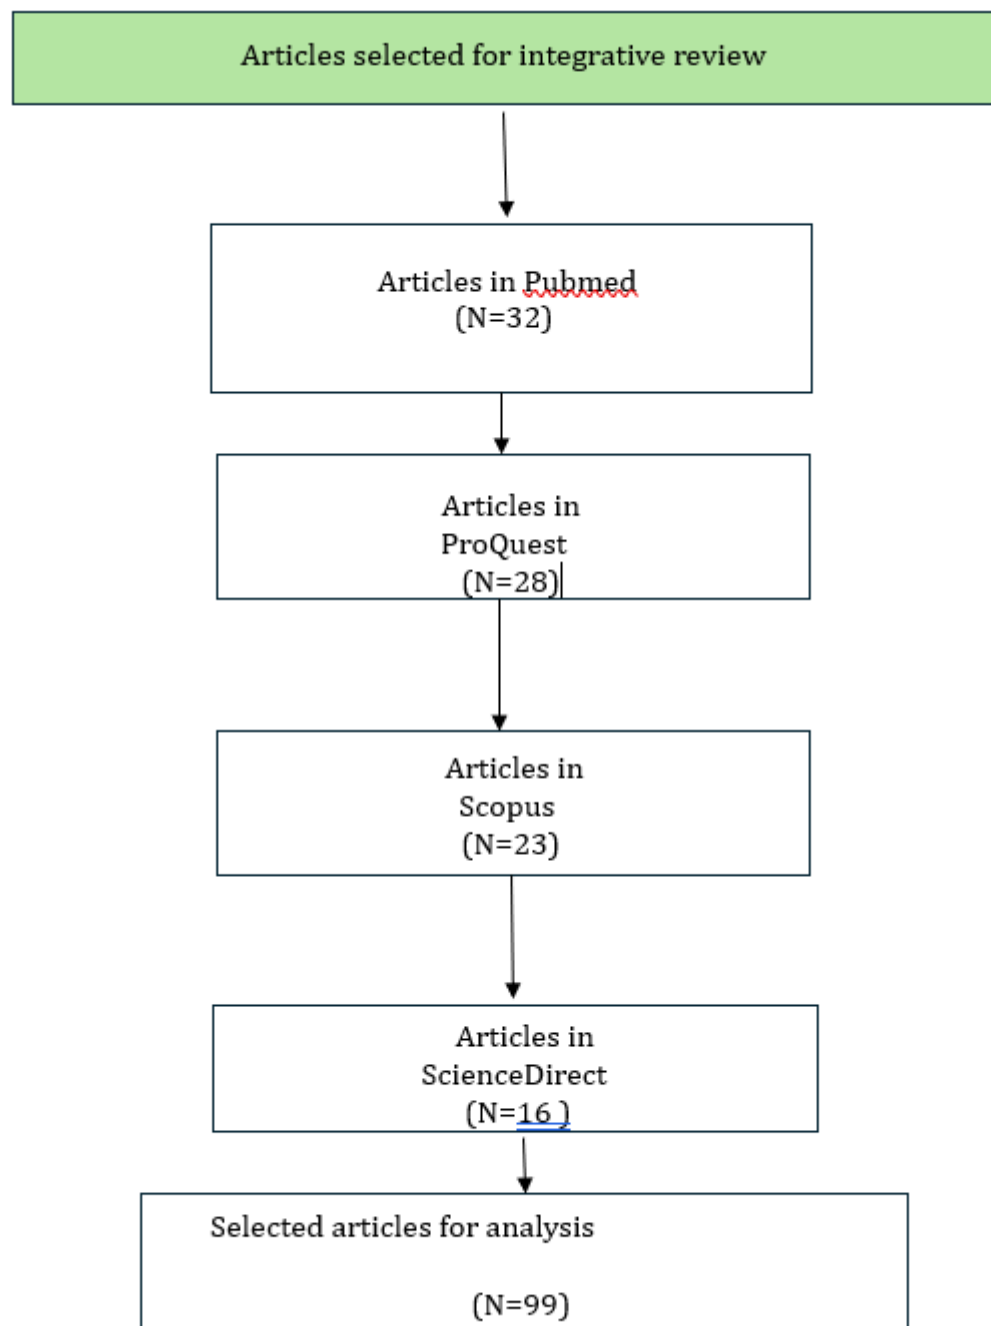 Articles selected for integrative review
Articles in Pubmed
(N=32)
Articles in
ProQuest
(N=28)
Articles in
Scopus
(N=23)
Articles in
ScienceDirect
(N=16 )
Selected articles for analysis
(N=99)